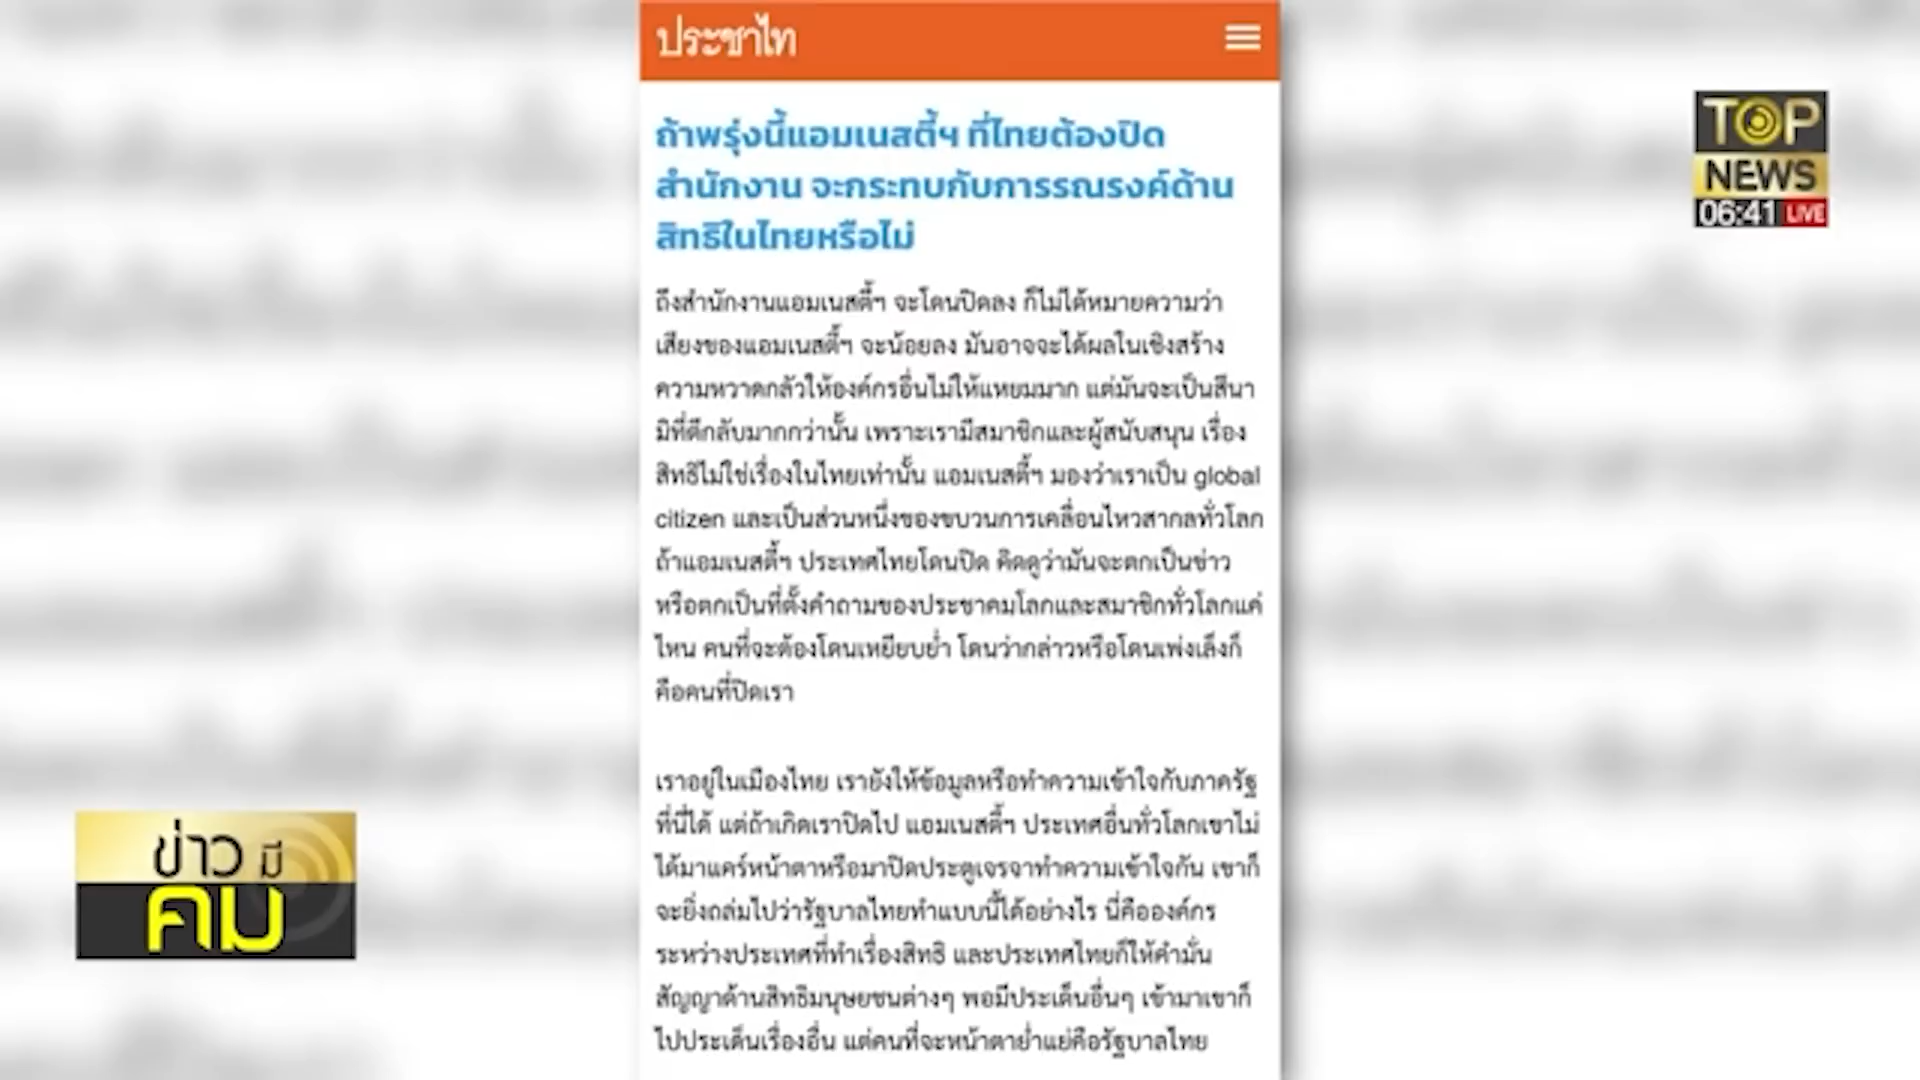 ประชาไท
ถ้าพรุ่งนี้แอมเนสตี้ฯ ที่ไทยต้องปิด
สำนักงาน จะกระทบกับการรณรงค์ด้าน
สิทธิในไทยหรือไม่
ถึงสำนักงานแอมเนสตี้ฯ จะโดนปิดลง ก็ไม่ได้หมายความว่า
เสียงของแอมเนสตี้ฯ จะน้อยลง มันอาจจะได้ผลในเชิงสร้าง
ความหวาดกลัวให้องค์กรอื่นไม่ให้แหยมมาก แต่มันจะเป็นสึนา
มิที่ตีกลับมากกว่านั้น เพราะเรามีสมาชิกและผู้สนับสนุน เรื่อง
สิทธิไม่ใช่เรื่องในไทยเท่านั้น แอมเนสตี้ฯ มองว่าเราเป็น global
citizen และเป็นส่วนหนึ่งของขบวนการเคลื่อนไหวสากลทั่วโลก
ถ้าแอมเนสตี้ฯ ประเทศไทยโดนปิด คิดดูว่ามันจะตกเป็นข่าว
หรือตกเป็นที่ตั้งคำถามของประชาคมโลกและสมาชิกทั่วโลกแค่
ไหน คนที่จะต้องโดนเหยียบย่ำ โดนว่ากล่าวหรือโดนเพ่งเล็งก็
คือคนที่ปิดเรา
เราอยู่ในเมืองไทย เรายังให้ข้อมูลหรือทำความเข้าใจกับภาครัฐ
ที่นี่ได้ แต่ถ้าเกิดเราปิดไป แอมเนสตี้ฯ ประเทศอื่นทั่วโลกเขาไม่
ได้มาแคร์หน้าตาหรือมาปิดประตูเจรจาทำความเข้าใจกัน เขาก็
จะยิ่งถล่มไปว่ารัฐบาลไทยทำแบบนี้ได้อย่างไร นี่คือองค์กร
ระหว่างประเทศที่ทำเรื่องสิทธิ และประเทศไทยก็ให้คำมั่น
สัญญาด้านสิทธิมนุษยชนต่างๆ พอมีประเด็นอื่นๆ เข้ามาเขาก็
ไปประเด็นเรื่องอื่น แต่คนที่จะหน้าตาย่ำแย่คือรัฐบาลไทย
TOP
NEWS
06:41 LIVE
ข่าว มี
คม